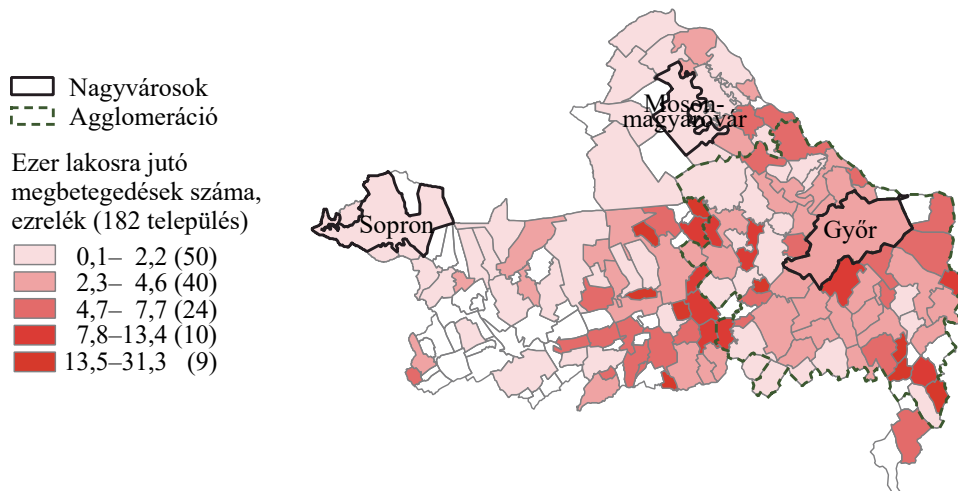 Nagyvárosok
Agglomeráció
Ezer lakosra jutó
megbetegedések száma,
ezrelék (182 település)
0,1– 2,2 (50)
2,3– 4,6 (40)
4,7– 7,7 (24)
7,8–13,4 (10)
13,5–31,3 (9)
Moson-
magyaróvár
Sopron
Győr